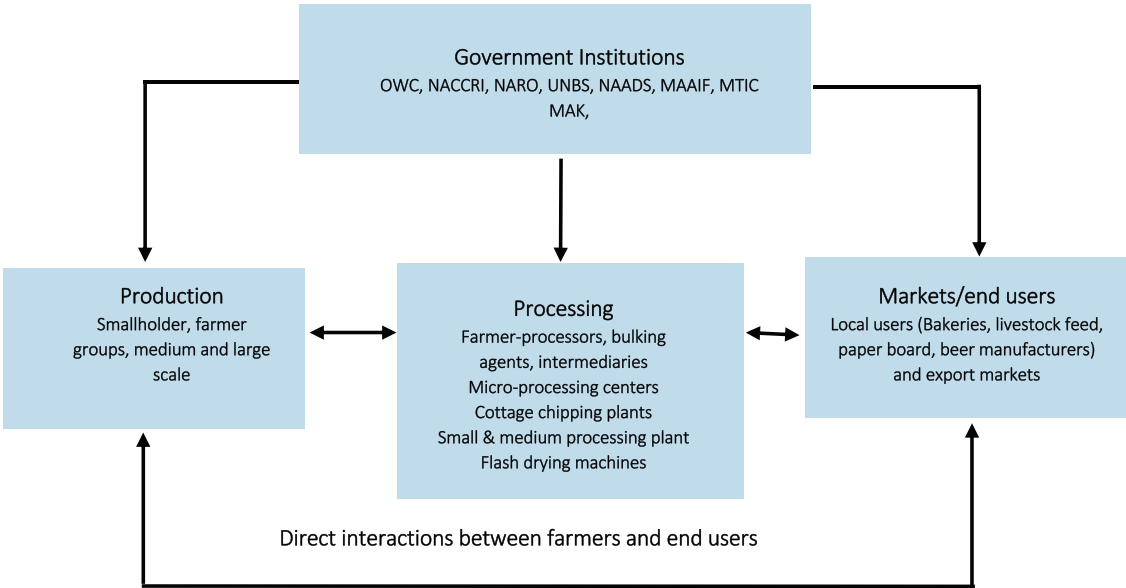 Government Institutions
OWC, NACCRI, NARO, UNBS, NAADS, MAAIF, MTIC
MAK,
Production
Smallholder, farmer
groups, medium and large
scale
Processing
Farmer-processors, bulking
agents, intermediaries
Micro-processing centers
Cottage chipping plants
Small & medium processing plant
Flash drying machines
Markets/end users
Local users (Bakeries, livestock feed,
paper board, beer manufacturers)
and export markets
Direct interactions between farmers and end users